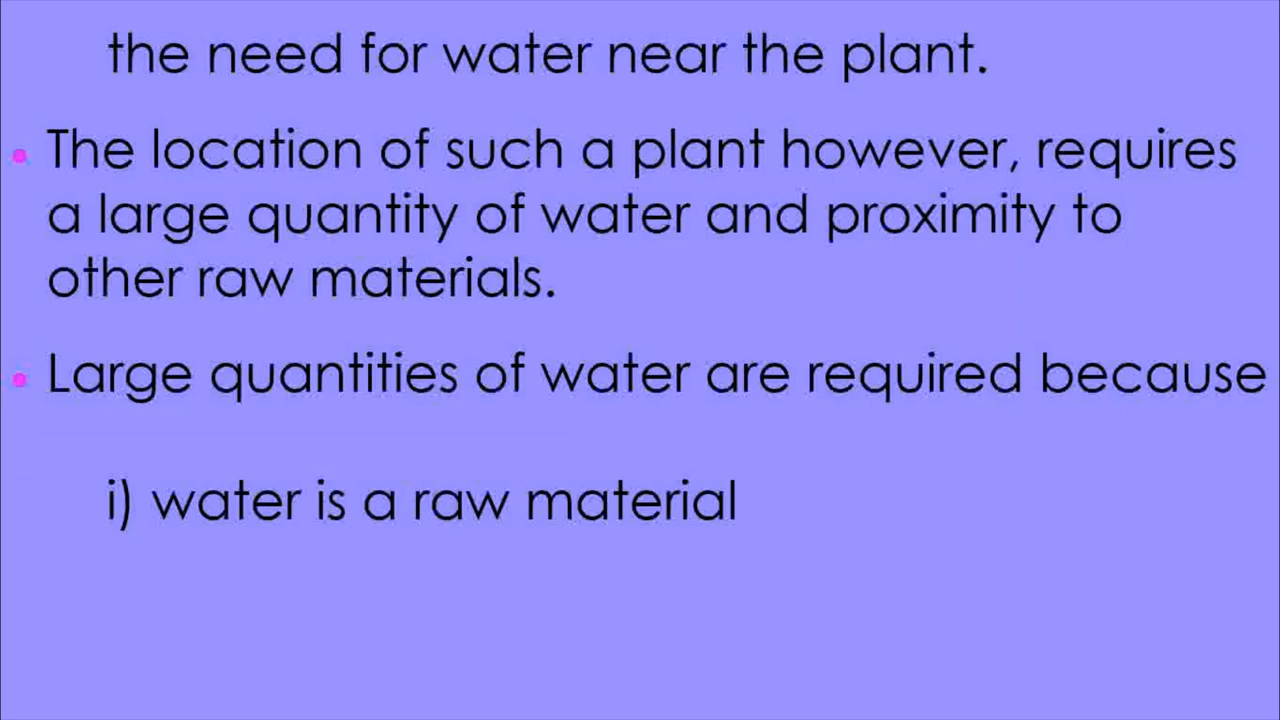 the need for water near the plant.
• The location of such a plant however, requires
a large quantity of water and proximity to
other raw materials.
• Large quantities of water are required because
i) water is a raw material